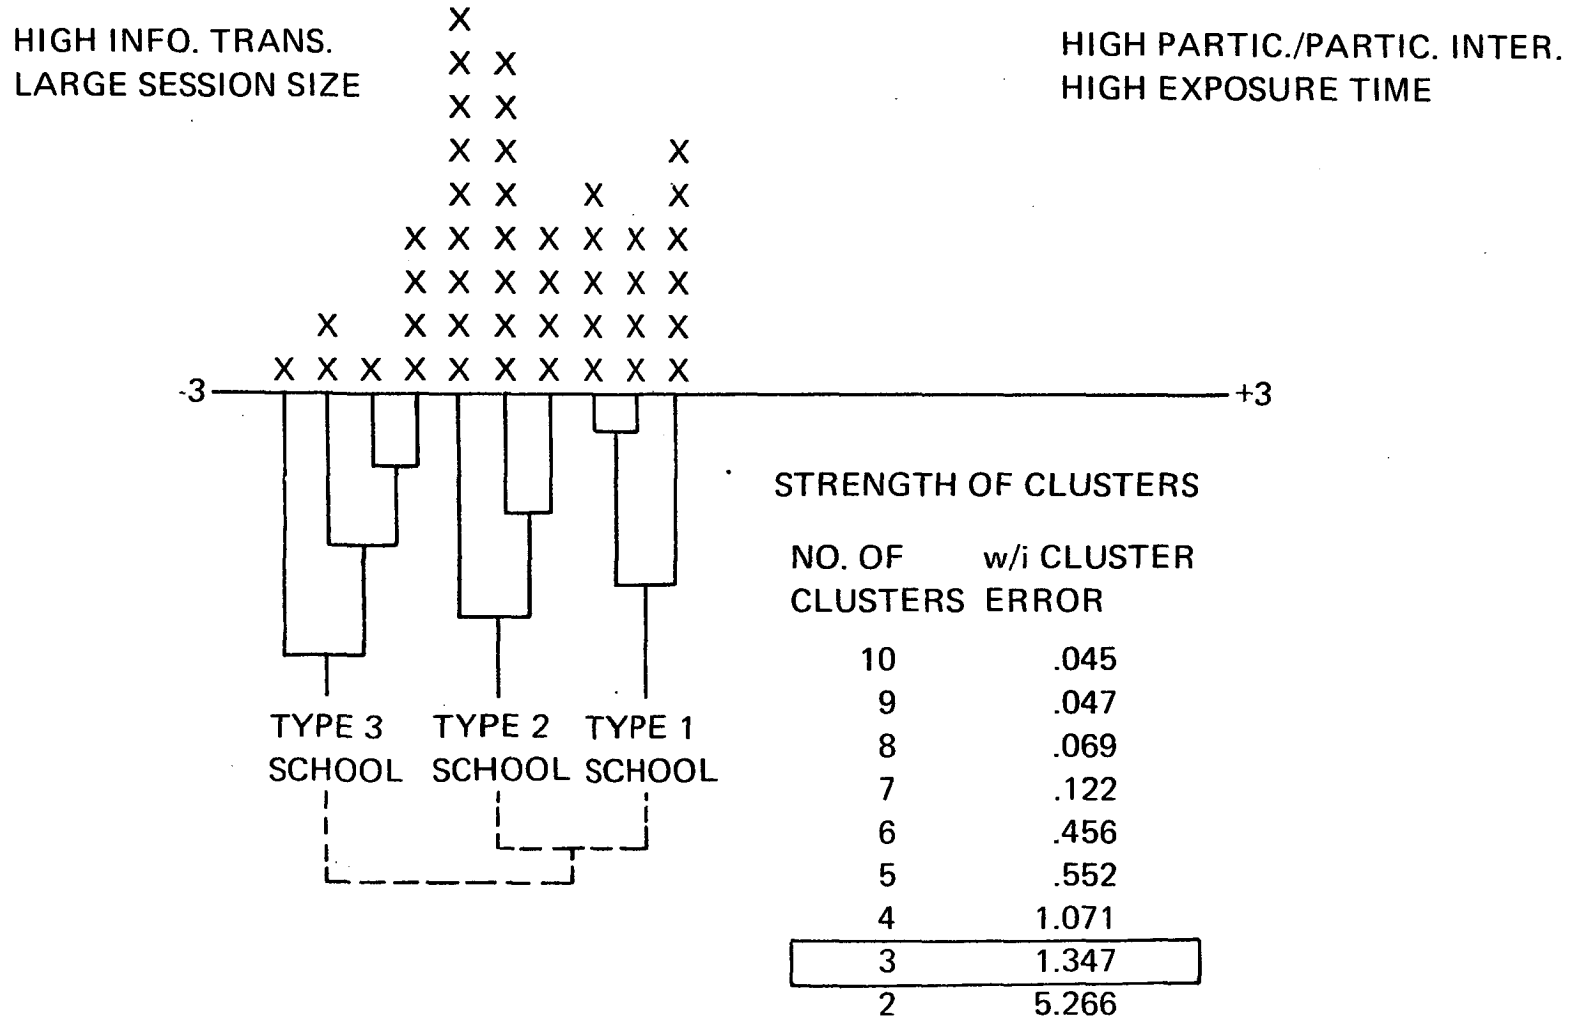 HIGH INFO. TRANS.
LARGE SESSION SIZE
HIGH PARTIC./PARTIC. INTER.
HIGH EXPOSURE TIME
X
X X
X X
X X X
X X X X
X X X X X X X
X X X X X X X
X X X X X X X X
X X X X X X X X X X
-3 +3
TYPE 3 TYPE 2 TYPE 1
SCHOOL SCHOOL SCHOOL
STRENGTH OF CLUSTERS
NO. OF w/i CLUSTER
CLUSTERS ERROR
10 .045
9 .047
8 .069
7 .122
6 .456
5 .552
4 1.071
3 1.347
2 5.266